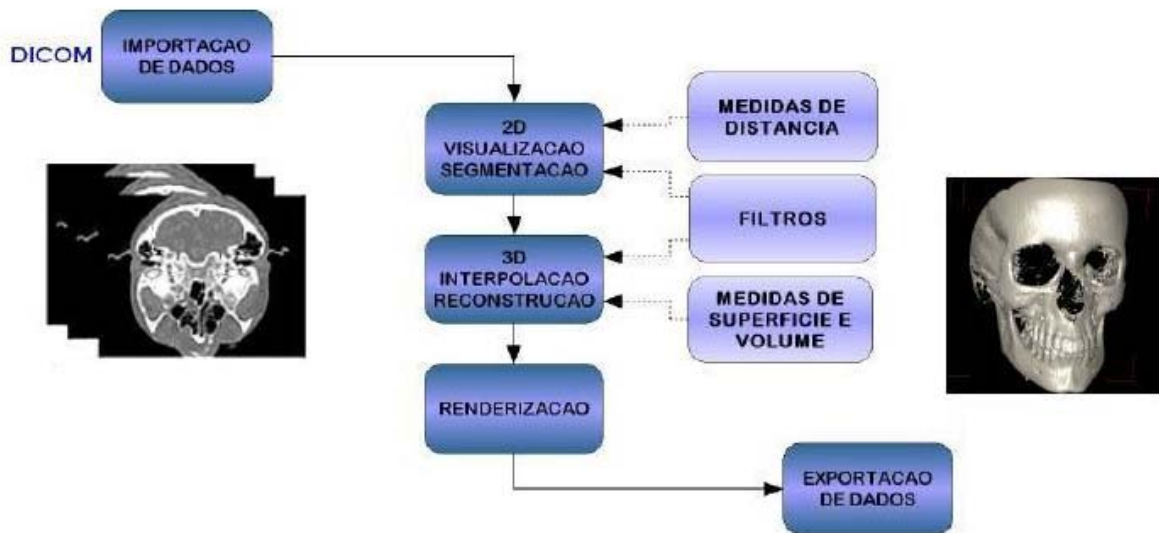 DICOM
IMPORTACAO
DE DADOS
2D
VISUALIZACAO
SEGMENTACAO
MEDIDAS DE
DISTÁNCIA
FILTROS
3D
INTERPOLACAO
RECONSTRUCAO
MEDIDAS DE
SUPERFICIE E
VOLUME
RENDERIZACAO
EXPORTACAO
DE DADOS